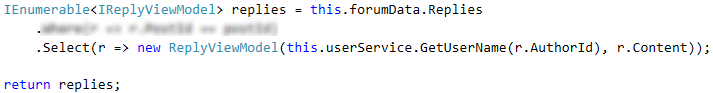 IEnumerable<IReplyViewModel> replies = this.forumData.Replies
.Select(r => new ReplyViewModel(this.userService.GetUserName(r.AuthorId), r.Content));
return replies;